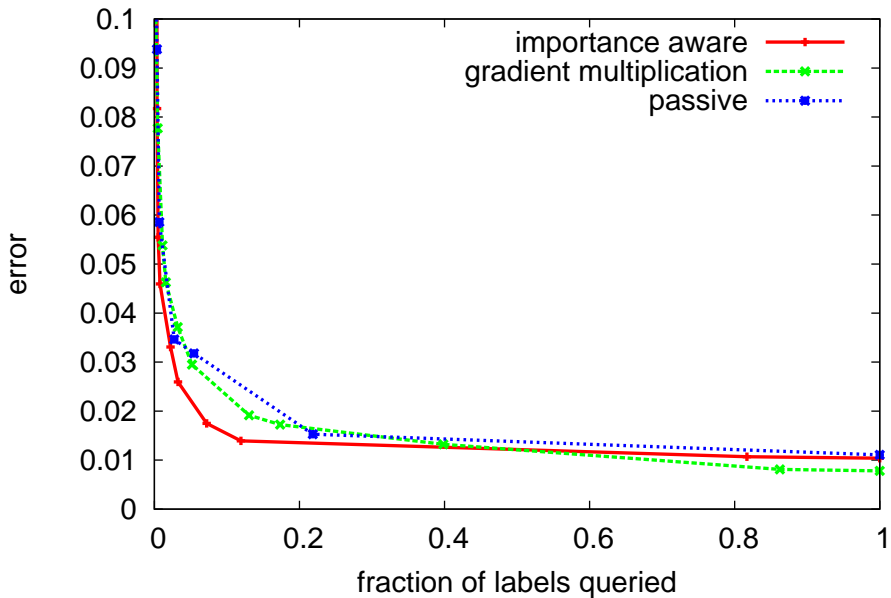 0.1
0.09
0.08
0.07
0.06
0.05
0.04
0.03
0.02
0.01
0
error
importance aware
gradient multiplication
passive
0 0.2 0.4 0.6 0.8 1
fraction of labels queried